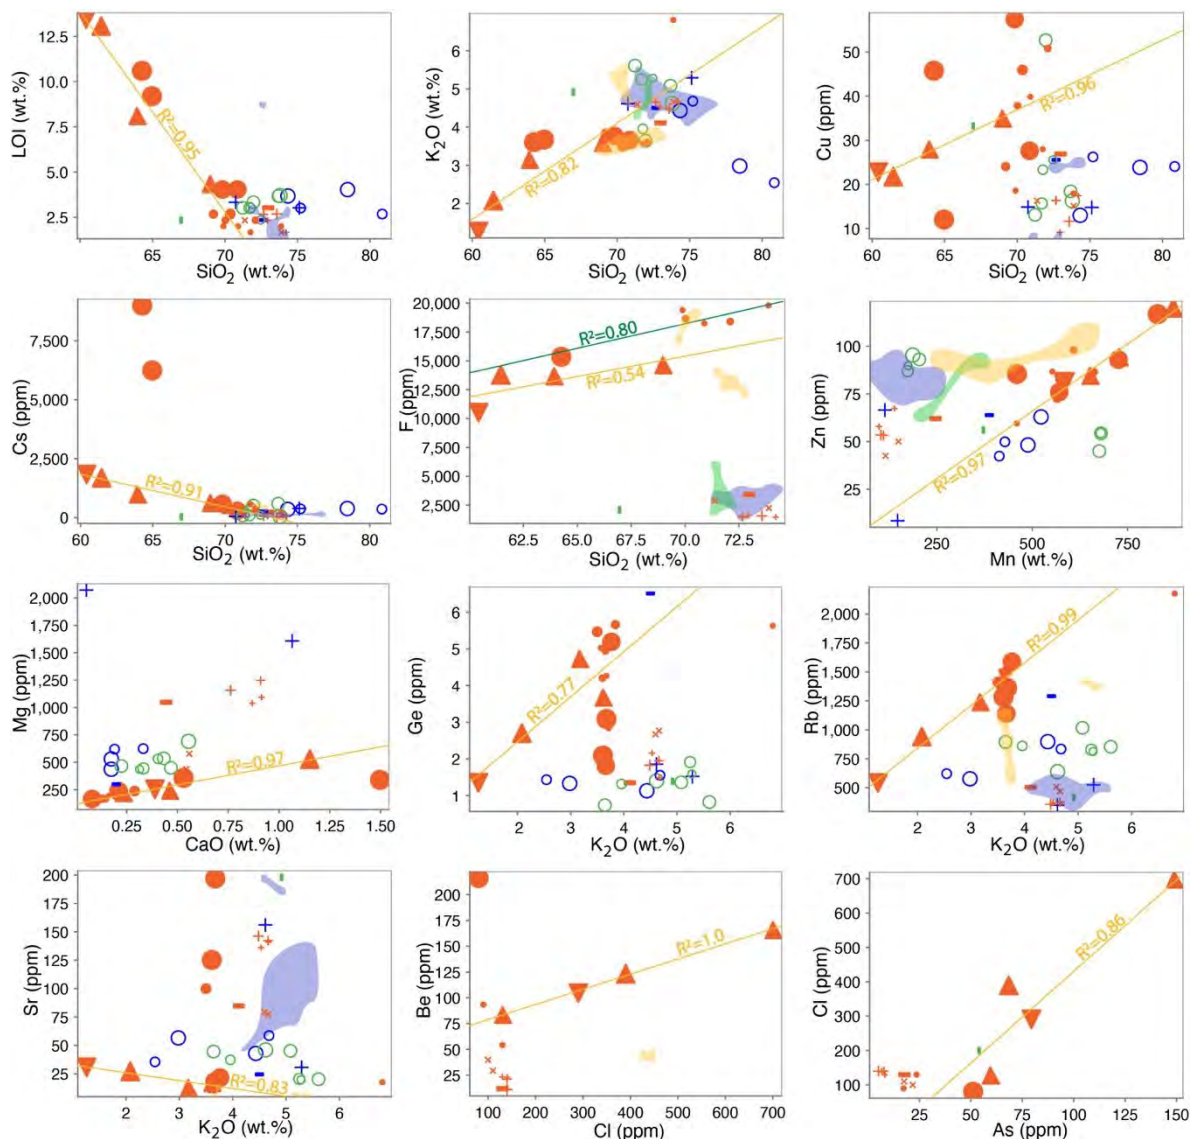 12.5
10.0
7.5
5.0
2.5
LOI (wt.%)
R²=0.95
65 70 75 80
SiO₂ (wt.%)
6
5
4
3
2
K₂O (wt.%)
R²=0.82
60 65 70 75 80
SiO₂ (wt.%)
50
40
30
20
10
Cu (ppm)
R²=0.96
60 65 70 75 80
SiO₂ (wt.%)
7,500
5,000
2,500
0
Cs (ppm)
R²=0.91
60 65 70 75 80
SiO₂ (wt.%)
20,000
17,500
15,000
12,500
10,000
7,500
5,000
2,500
F (ppm)
R²=0.80
R²=0.54
62.5 65.0 67.5 70.0 72.5
SiO₂ (wt.%)
100
75
50
25
Zn (ppm)
R²=0.97
250 500 750
Mn (wt.%)
2,000
1,750
1,500
1,250
1,000
750
500
250
Mg (ppm)
R²=0.97
0.25 0.50 0.75 1.00 1.25 1.50
CaO (wt.%)
6
5
4
3
2
1
Ge (ppm)
R²=0.77
2 3 4 5 6
K₂O (wt.%)
2,000
1,750
1,500
1,250
1,000
750
500
Rb (ppm)
R²=0.99
2 3 4 5 6
K₂O (wt.%)
200
175
150
125
100
75
50
25
Sr (ppm)
R²=0.83
2 3 4 5 6
K₂O (wt.%)
200
175
150
125
100
75
50
25
Be (ppm)
R²=1.0
100 200 300 400 500 600 700
Cl (ppm)
700
600
500
400
300
200
100
Cl (ppm)
R²=0.86
25 50 75 100 125 150
As (ppm)